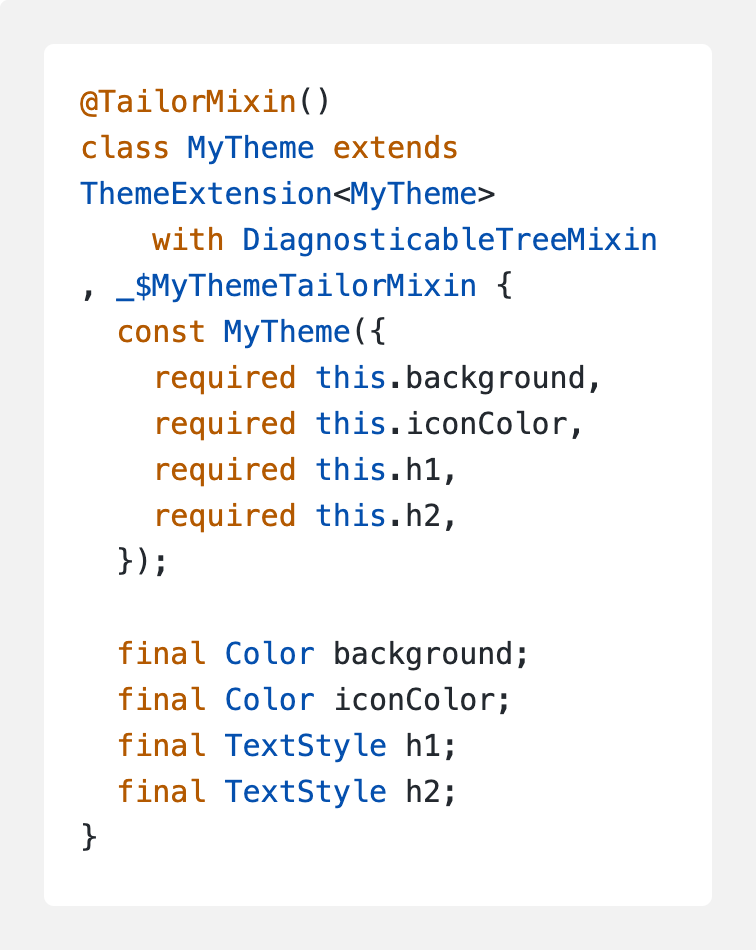 @TailorMixin()
class MyTheme extends
ThemeExtension<MyTheme>
    with DiagnosticableTreeMixin
, _$MyThemeTailorMixin {
  const MyTheme({
    required this.background,
    required this.iconColor,
    required this.h1,
    required this.h2,
  });

  final Color background;
  final Color iconColor;
  final TextStyle h1;
  final TextStyle h2;
}